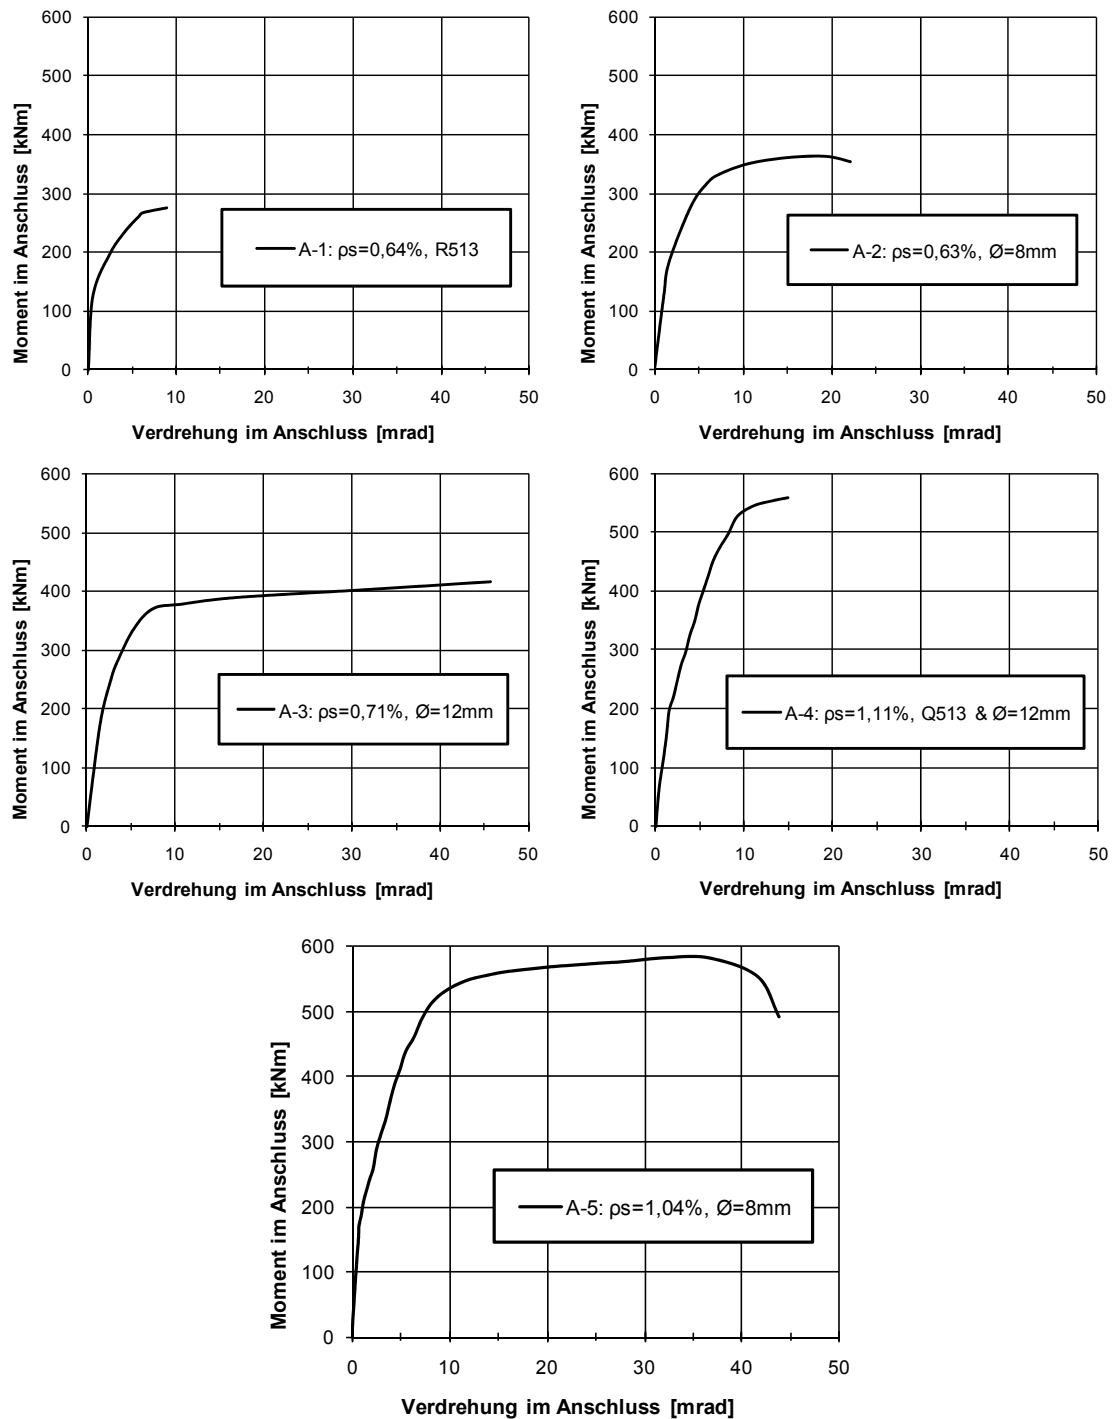 600
500
400
300
200
100
0
Moment im Anschluss [kNm]
A-1: ρs=0,64%, R513
0 10 20 30 40 50
Verdrehung im Anschluss [mrad]
600
500
400
300
200
100
0
Moment im Anschluss [kNm]
A-2: ρs=0,63%, Ø=8mm
0 10 20 30 40 50
Verdrehung im Anschluss [mrad]
600
500
400
300
200
100
0
Moment im Anschluss [kNm]
A-3: ρs=0,71%, Ø=12mm
0 10 20 30 40 50
Verdrehung im Anschluss [mrad]
600
500
400
300
200
100
0
Moment im Anschluss [kNm]
A-4: ρs=1,11%, Q513 & Ø=12mm
0 10 20 30 40 50
Verdrehung im Anschluss [mrad]
600
500
400
300
200
100
0
Moment im Anschluss [kNm]
A-5: ρs=1,04%, Ø=8mm
0 10 20 30 40 50
Verdrehung im Anschluss [mrad]